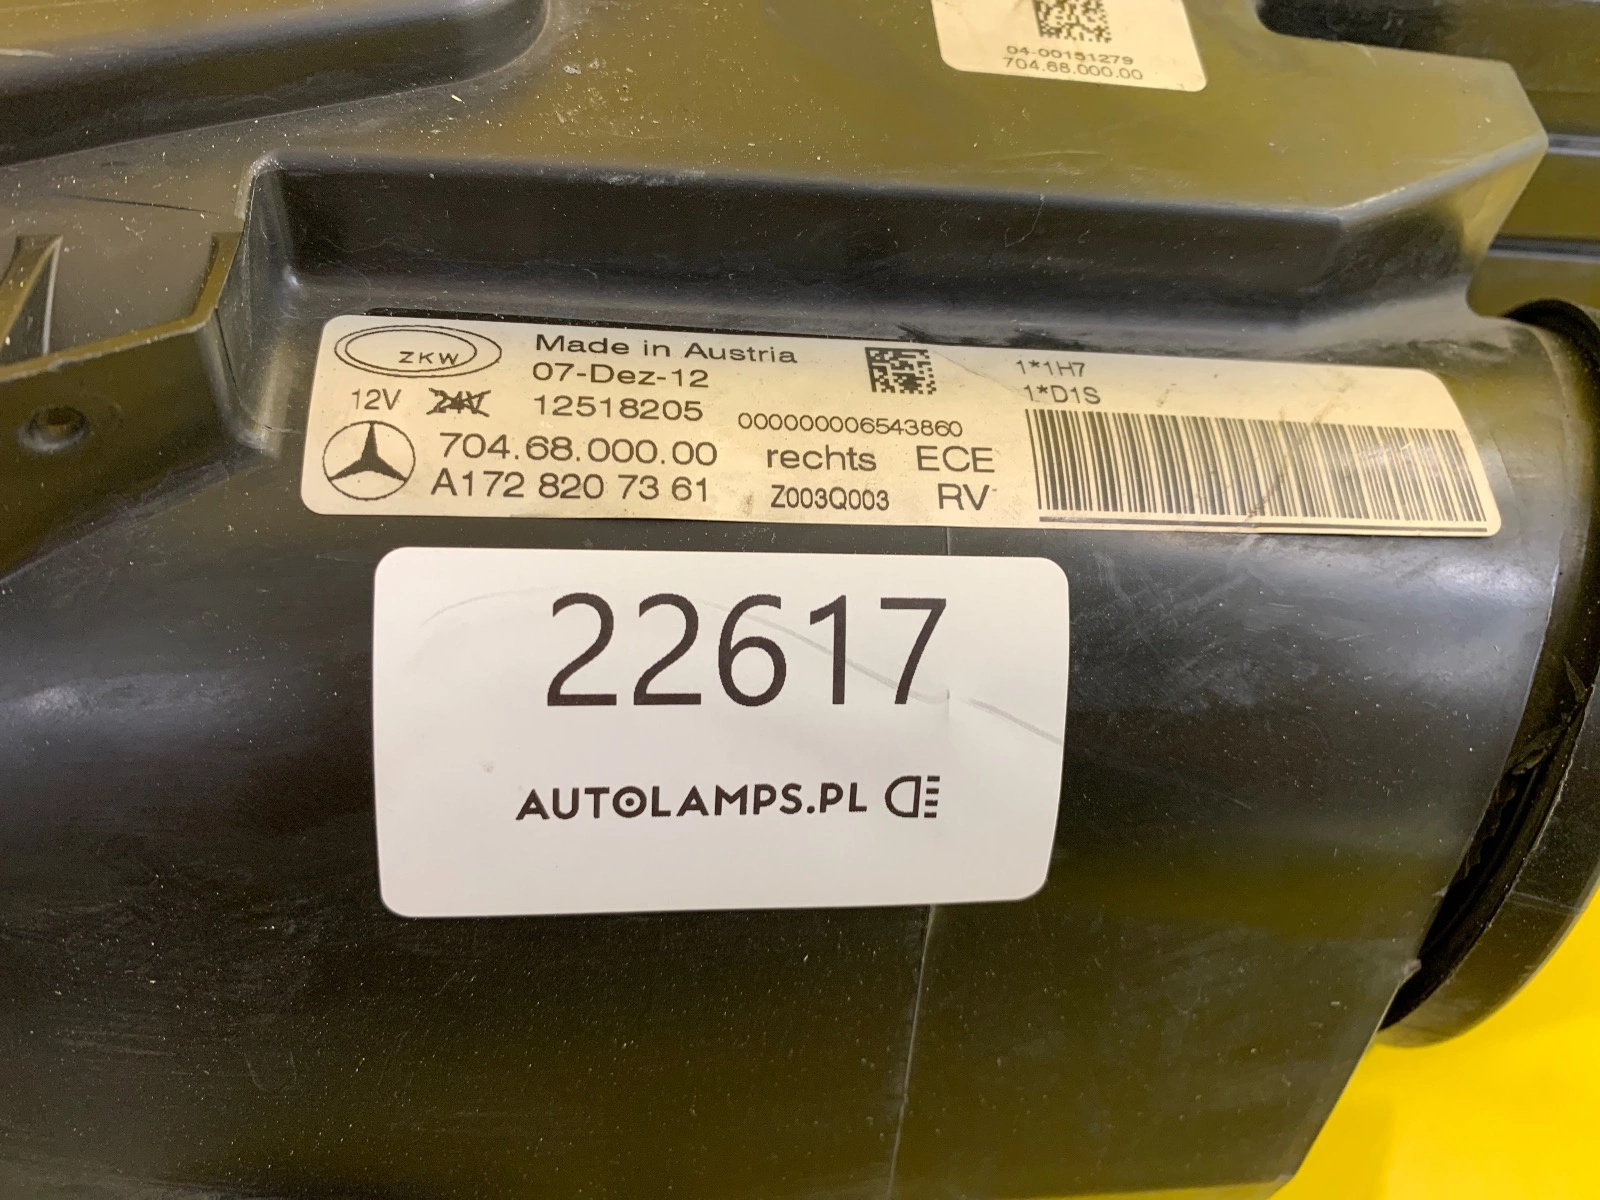 04-00151279
704.68.000.00
ZKW
Made in Austria
07-Dez-12
12V 24V 12518205
000000006543860
1*1H7
1*D1S
704.68.000.00 rechts ECE
A172 820 73 61 Z003Q003 RV
22617
AUTOLAMPS.PL